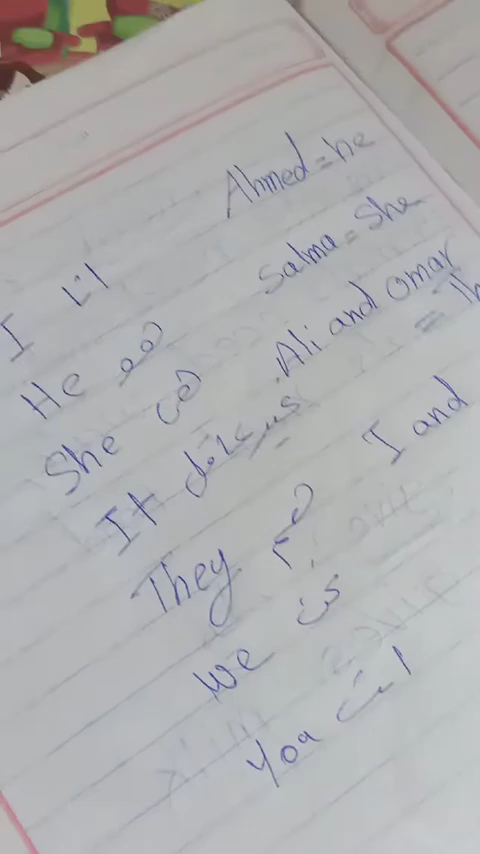 Ahmed = he
I انا
Salma = She
He هو
Ali and Omar
She هي
= Th
It لغير عاقل
I and
They هم
We نحن
You انت